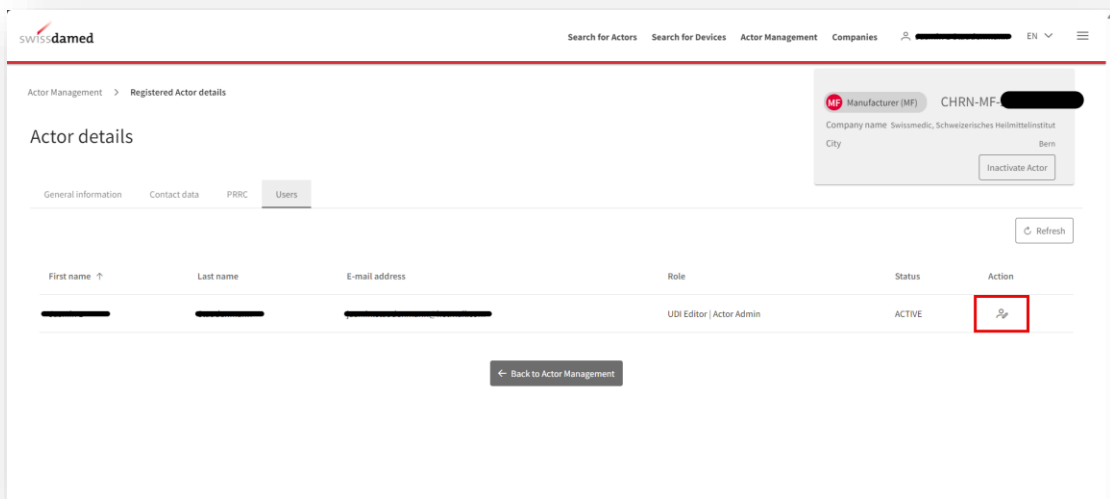 swissdamed
Search for Actors Search for Devices Actor Management Companies EN
Actor Management > Registered Actor details
MF Manufacturer (MF) CHRN-MF-
Company name Swissmedic, Schweizerisches Heilmittelinstitut
City Bern
Inactivate Actor
Actor details
General information Contact data PRRC Users
Refresh
First name ↑ Last name E-mail address Role Status Action
UDI Editor | Actor Admin ACTIVE
← Back to Actor Management